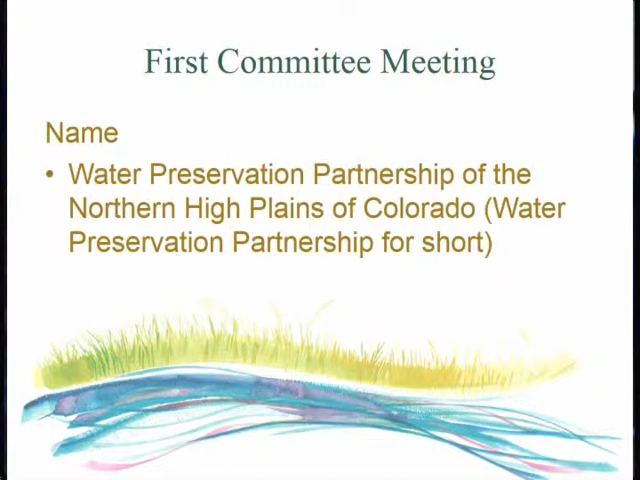 First Committee Meeting
Name
• Water Preservation Partnership of the
Northern High Plains of Colorado (Water
Preservation Partnership for short)